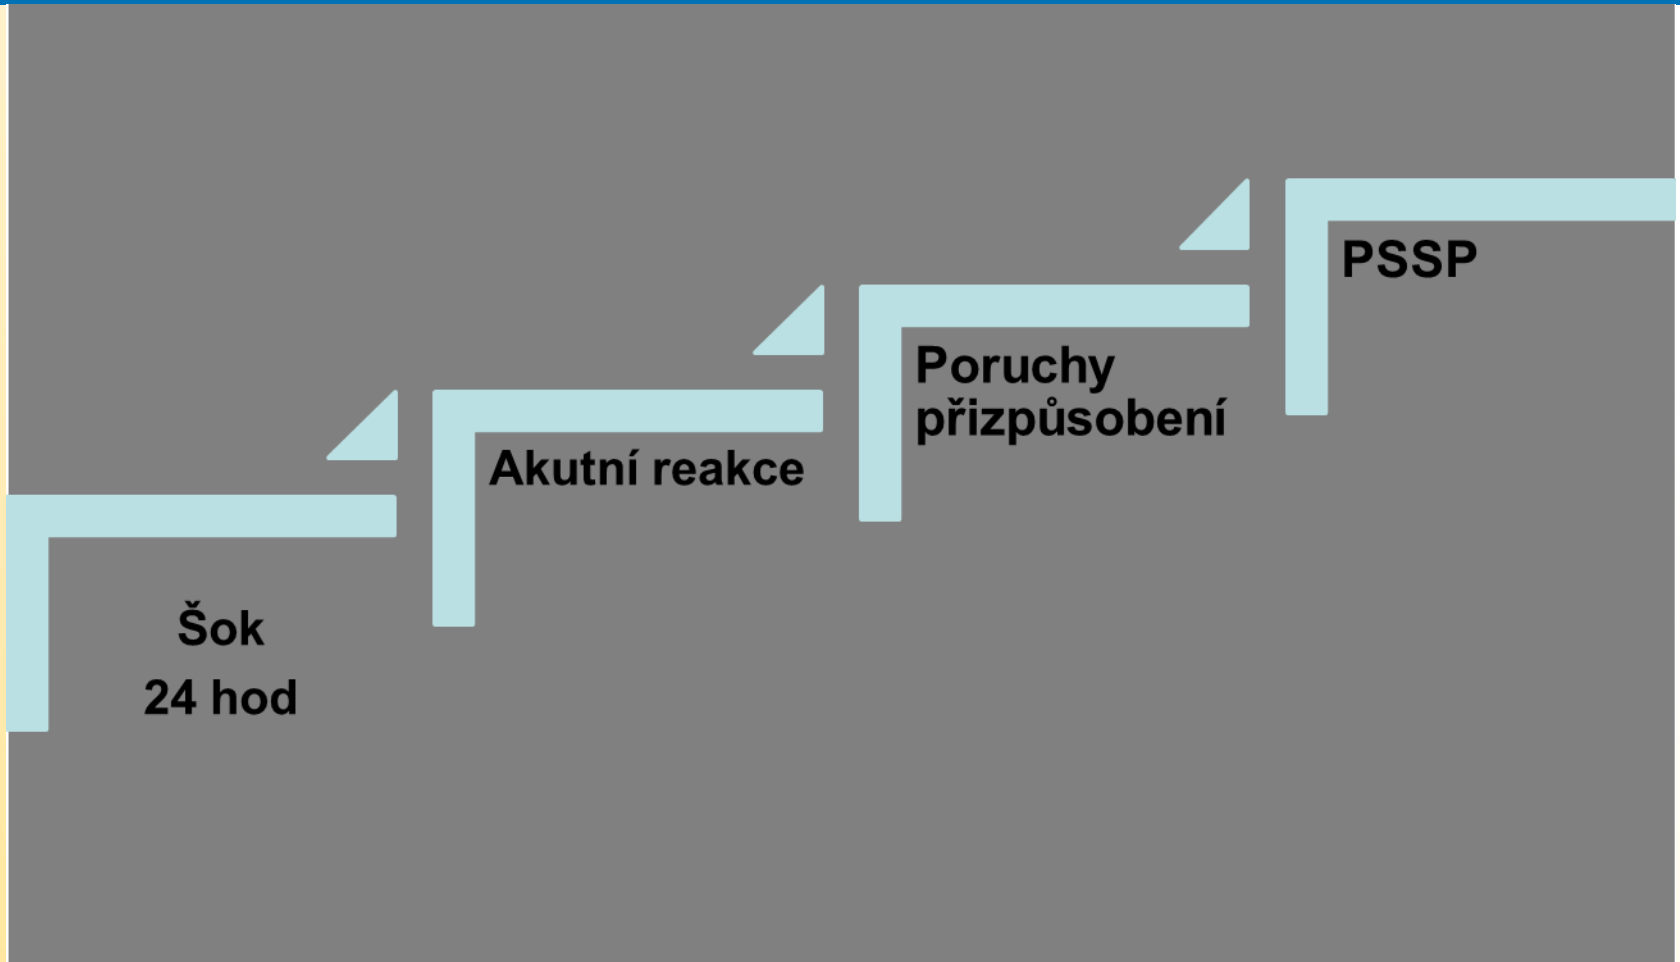 Šok
24 hod
Akutní reakce
Poruchy
přizpůsobení
PSSP